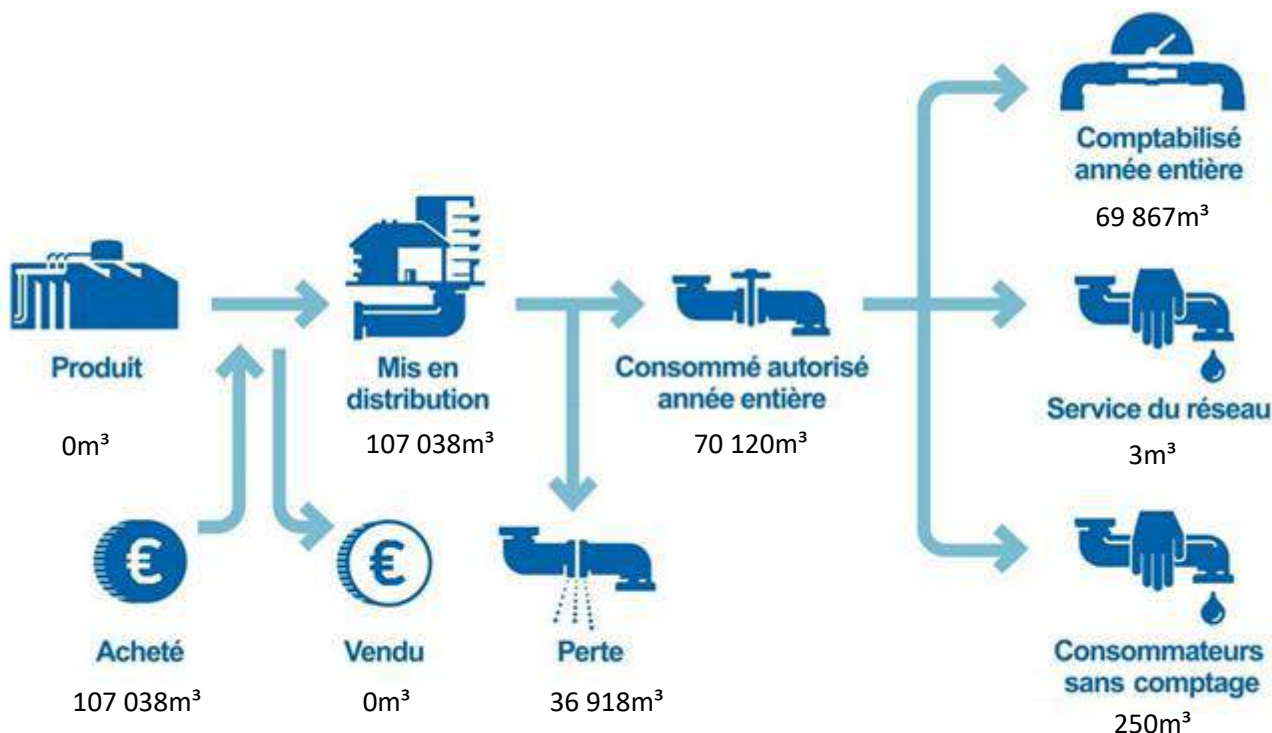 Comptabilisé
année entière
69 867m³
Produit
0m³
Mis en
distribution
107 038m³
Consommé autorisé
année entière
70 120m³
Service du réseau
3m³
€
Acheté
107 038m³
€
Vendu
0m³
Perte
36 918m³
Consommateurs
sans comptage
250m³